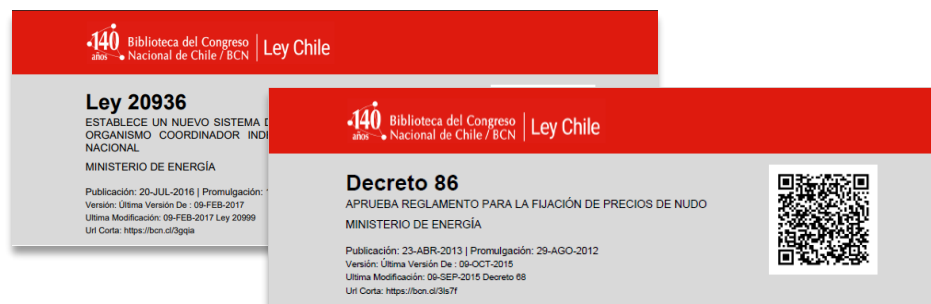 140 años
Biblioteca del Congreso
Nacional de Chile / BCN
Ley Chile
Ley 20936
ESTABLECE UN NUEVO SISTEMA
ORGANISMO COORDINADOR
NACIONAL
MINISTERIO DE ENERGÍA
Publicación: 20-JUL-2016 | Promulgación:
Versión: Última Versión De : 09-FEB-2017
Ultima Modificación: 09-FEB-2017 Ley 20999
Url Corta: https://bcn.cl/3gqia
140 años
Biblioteca del Congreso
Nacional de Chile / BCN
Ley Chile
Decreto 86
APRUEBA REGLAMENTO PARA LA FIJACIÓN DE PRECIOS DE NUDO
MINISTERIO DE ENERGÍA
Publicación: 23-ABR-2013 | Promulgación: 29-AGO-2012
Versión: Última Versión De : 09-OCT-2015
Ultima Modificación: 09-SEP-2015 Decreto 68
Url Corta: https://bcn.cl/3ls7f